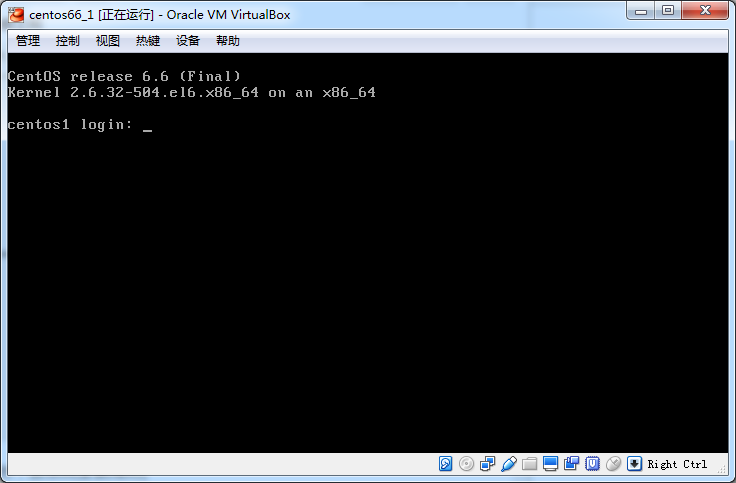 centos66_1 [正在运行] - Oracle VM VirtualBox
管理 控制 视图 热键 设备 帮助
CentOS release 6.6 (Final)
Kernel 2.6.32-504.el6.x86_64 on an x86_64
centos1 login: _
Right Ctrl